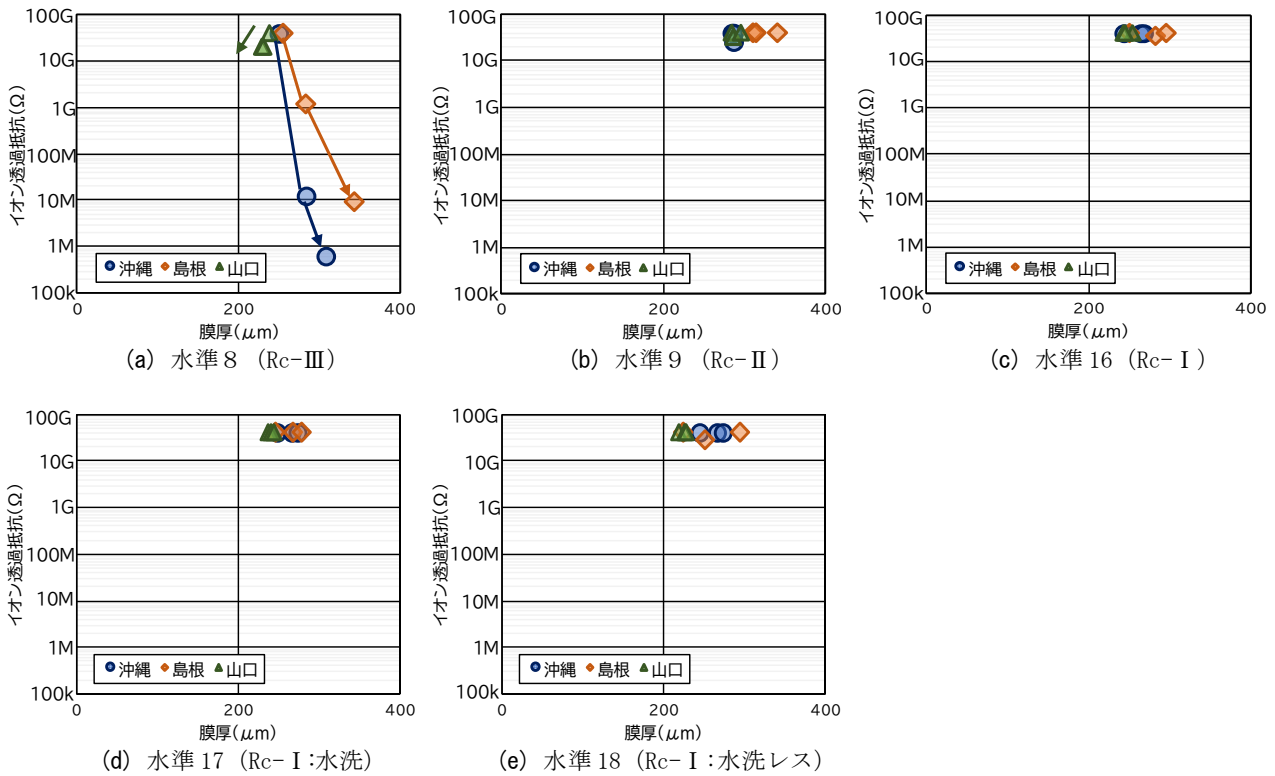 イオン透過抵抗(Ω)
100G
10G
1G
100M
10M
1M
100k
沖縄 島根 山口
0 200 400
膜厚(μm)
(a) 水準8 (Rc-Ⅲ)
イオン透過抵抗(Ω)
100G
10G
1G
100M
10M
1M
100k
沖縄 島根 山口
0 200 400
膜厚(μm)
(b) 水準9 (Rc-Ⅱ)
イオン透過抵抗(Ω)
100G
10G
1G
100M
10M
1M
100k
沖縄 島根 山口
0 200 400
膜厚(μm)
(c) 水準16 (Rc-Ⅰ)
イオン透過抵抗(Ω)
100G
10G
1G
100M
10M
1M
100k
沖縄 島根 山口
0 200 400
膜厚(μm)
(d) 水準17 (Rc-Ⅰ:水洗)
イオン透過抵抗(Ω)
100G
10G
1G
100M
10M
1M
100k
沖縄 島根 山口
0 200 400
膜厚(μm)
(e) 水準18 (Rc-Ⅰ:水洗レス)